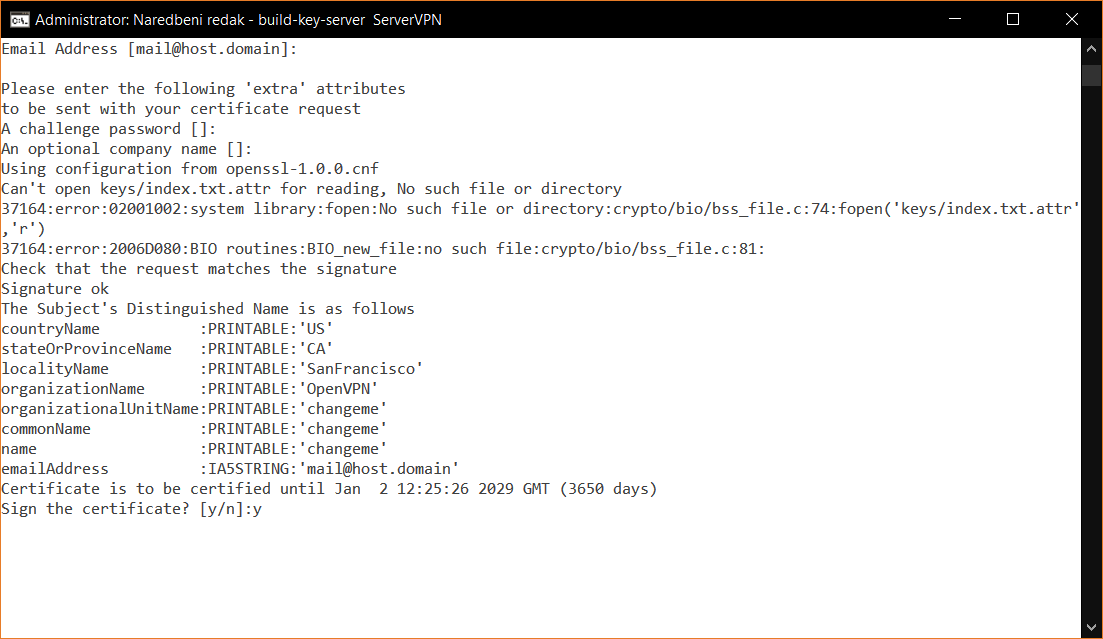 Administrator: Naredbeni redak - build-key-server  ServerVPN
Email Address [mail@host.domain]:
Please enter the following 'extra' attributes
to be sent with your certificate request
A challenge password []:
An optional company name []:
Using configuration from openssl-1.0.0.cnf
Can't open keys/index.txt.attr for reading, No such file or directory
37164:error:02001002:system library:fopen:No such file or directory:crypto/bio/bss_file.c:74:fopen('keys/index.txt.attr'
,'r')
37164:error:2006D080:BIO routines:BIO_new_file:no such file:crypto/bio/bss_file.c:81:
Check that the request matches the signature
Signature ok
The Subject's Distinguished Name is as follows
countryName           :PRINTABLE:'US'
stateOrProvinceName   :PRINTABLE:'CA'
localityName          :PRINTABLE:'SanFrancisco'
organizationName      :PRINTABLE:'OpenVPN'
organizationalUnitName:PRINTABLE:'changeme'
commonName            :PRINTABLE:'changeme'
name                  :PRINTABLE:'changeme'
emailAddress          :IA5STRING:'mail@host.domain'
Certificate is to be certified until Jan  2 12:25:26 2029 GMT (3650 days)
Sign the certificate? [y/n]:y